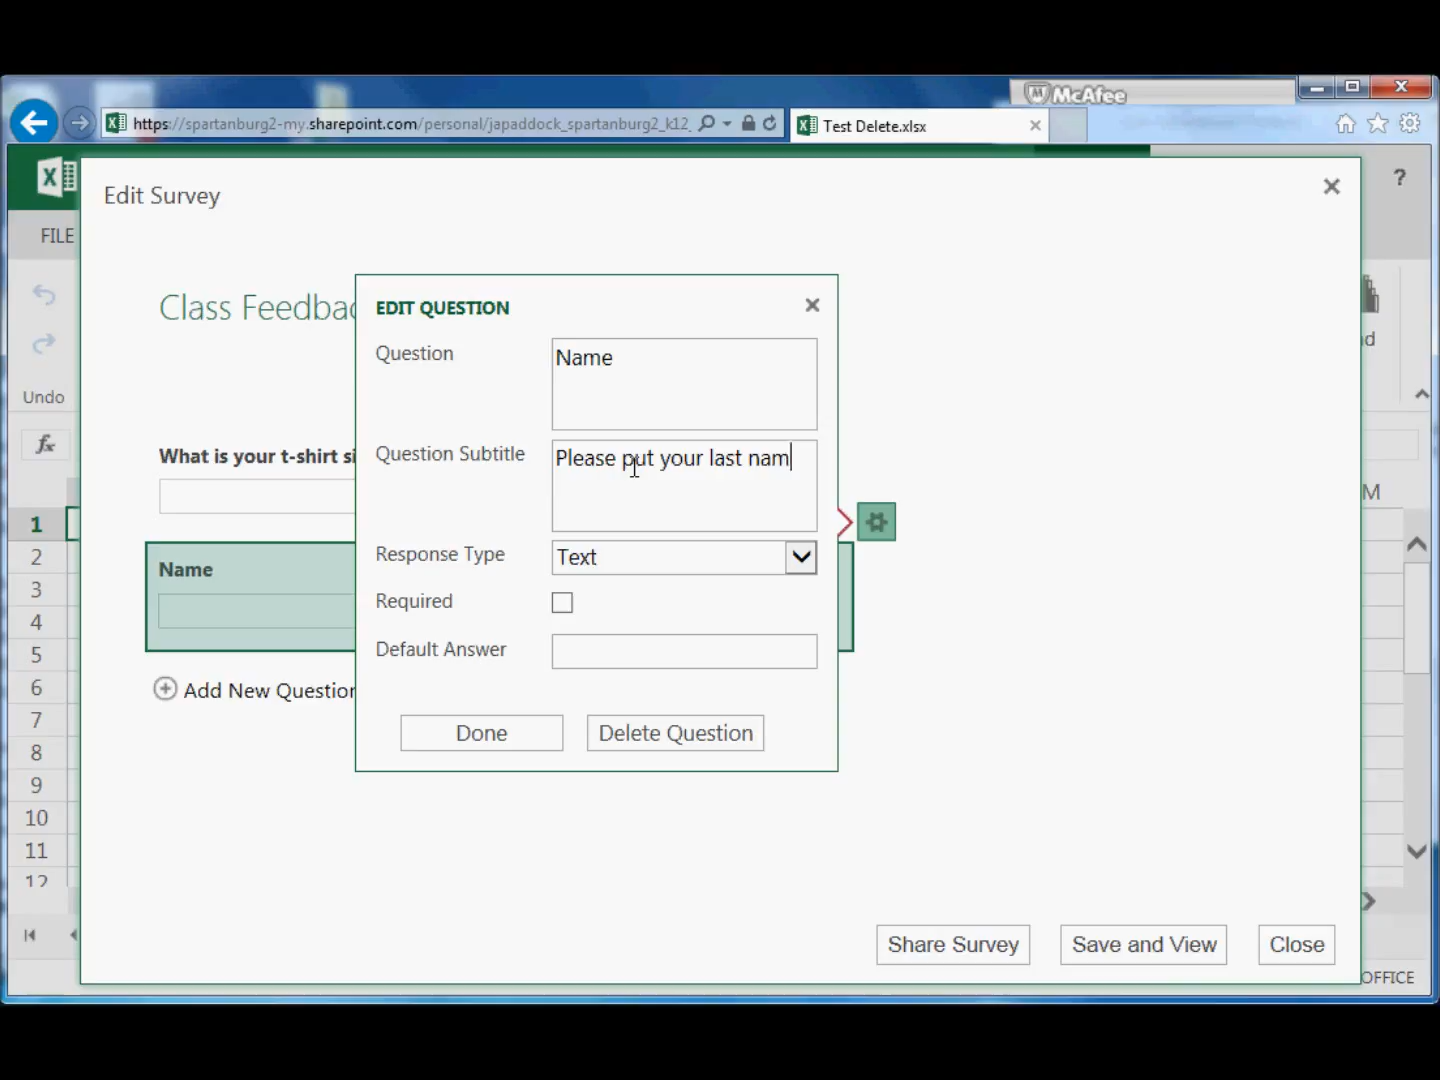 McAfee
https://spartanburg2-my.sharepoint.com/personal/japaddock_spartanburg2_k12_
Test Delete.xlsx
Edit Survey
?
FILE
Class Feedbac
EDIT QUESTION
Question
Name
Undo
What is your t-shirt si
Question Subtitle
Please put your last nam
M
1
2
3
4
5
6
7
8
9
10
11
12
Name
Response Type
Text
Required
Default Answer
Add New Question
Done
Delete Question
Share Survey
Save and View
Close
OFFICE